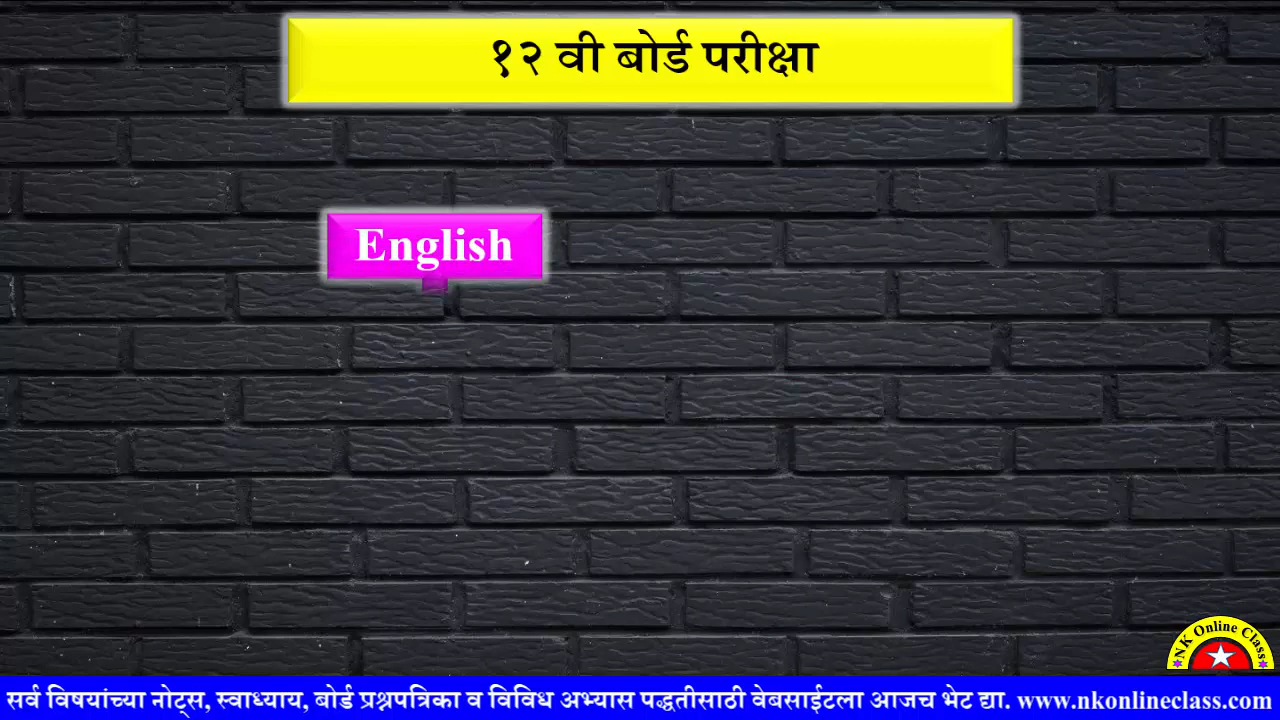 १२ वी बोर्ड परीक्षा
English
NK Online Class
सर्व विषयांच्या नोट्स, स्वाध्याय, बोर्ड प्रश्नपत्रिका व विविध अभ्यास पद्धतीसाठी वेबसाईटला आजच भेट द्या. www.nkonlineclass.com